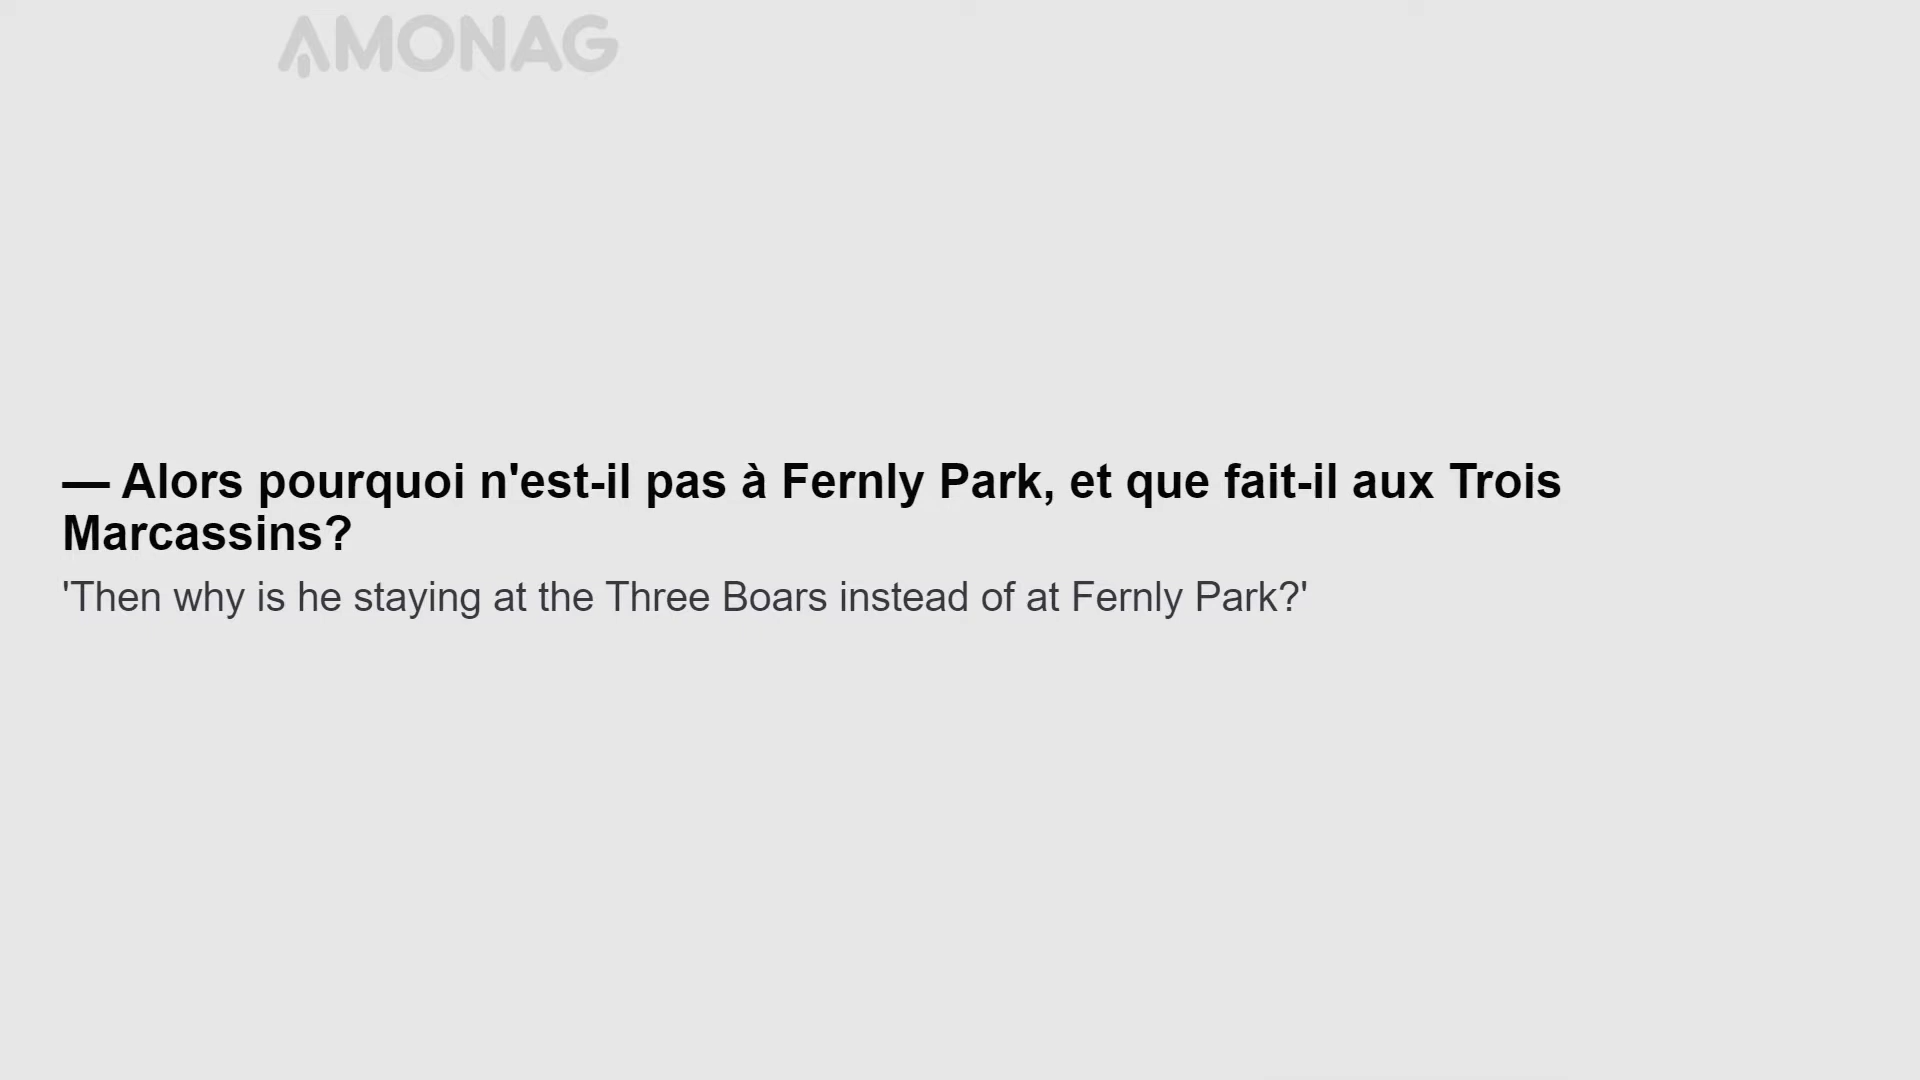 AMONAG
— Alors pourquoi n'est-il pas à Fernly Park, et que fait-il aux Trois
Marcassins?
'Then why is he staying at the Three Boars instead of at Fernly Park?'